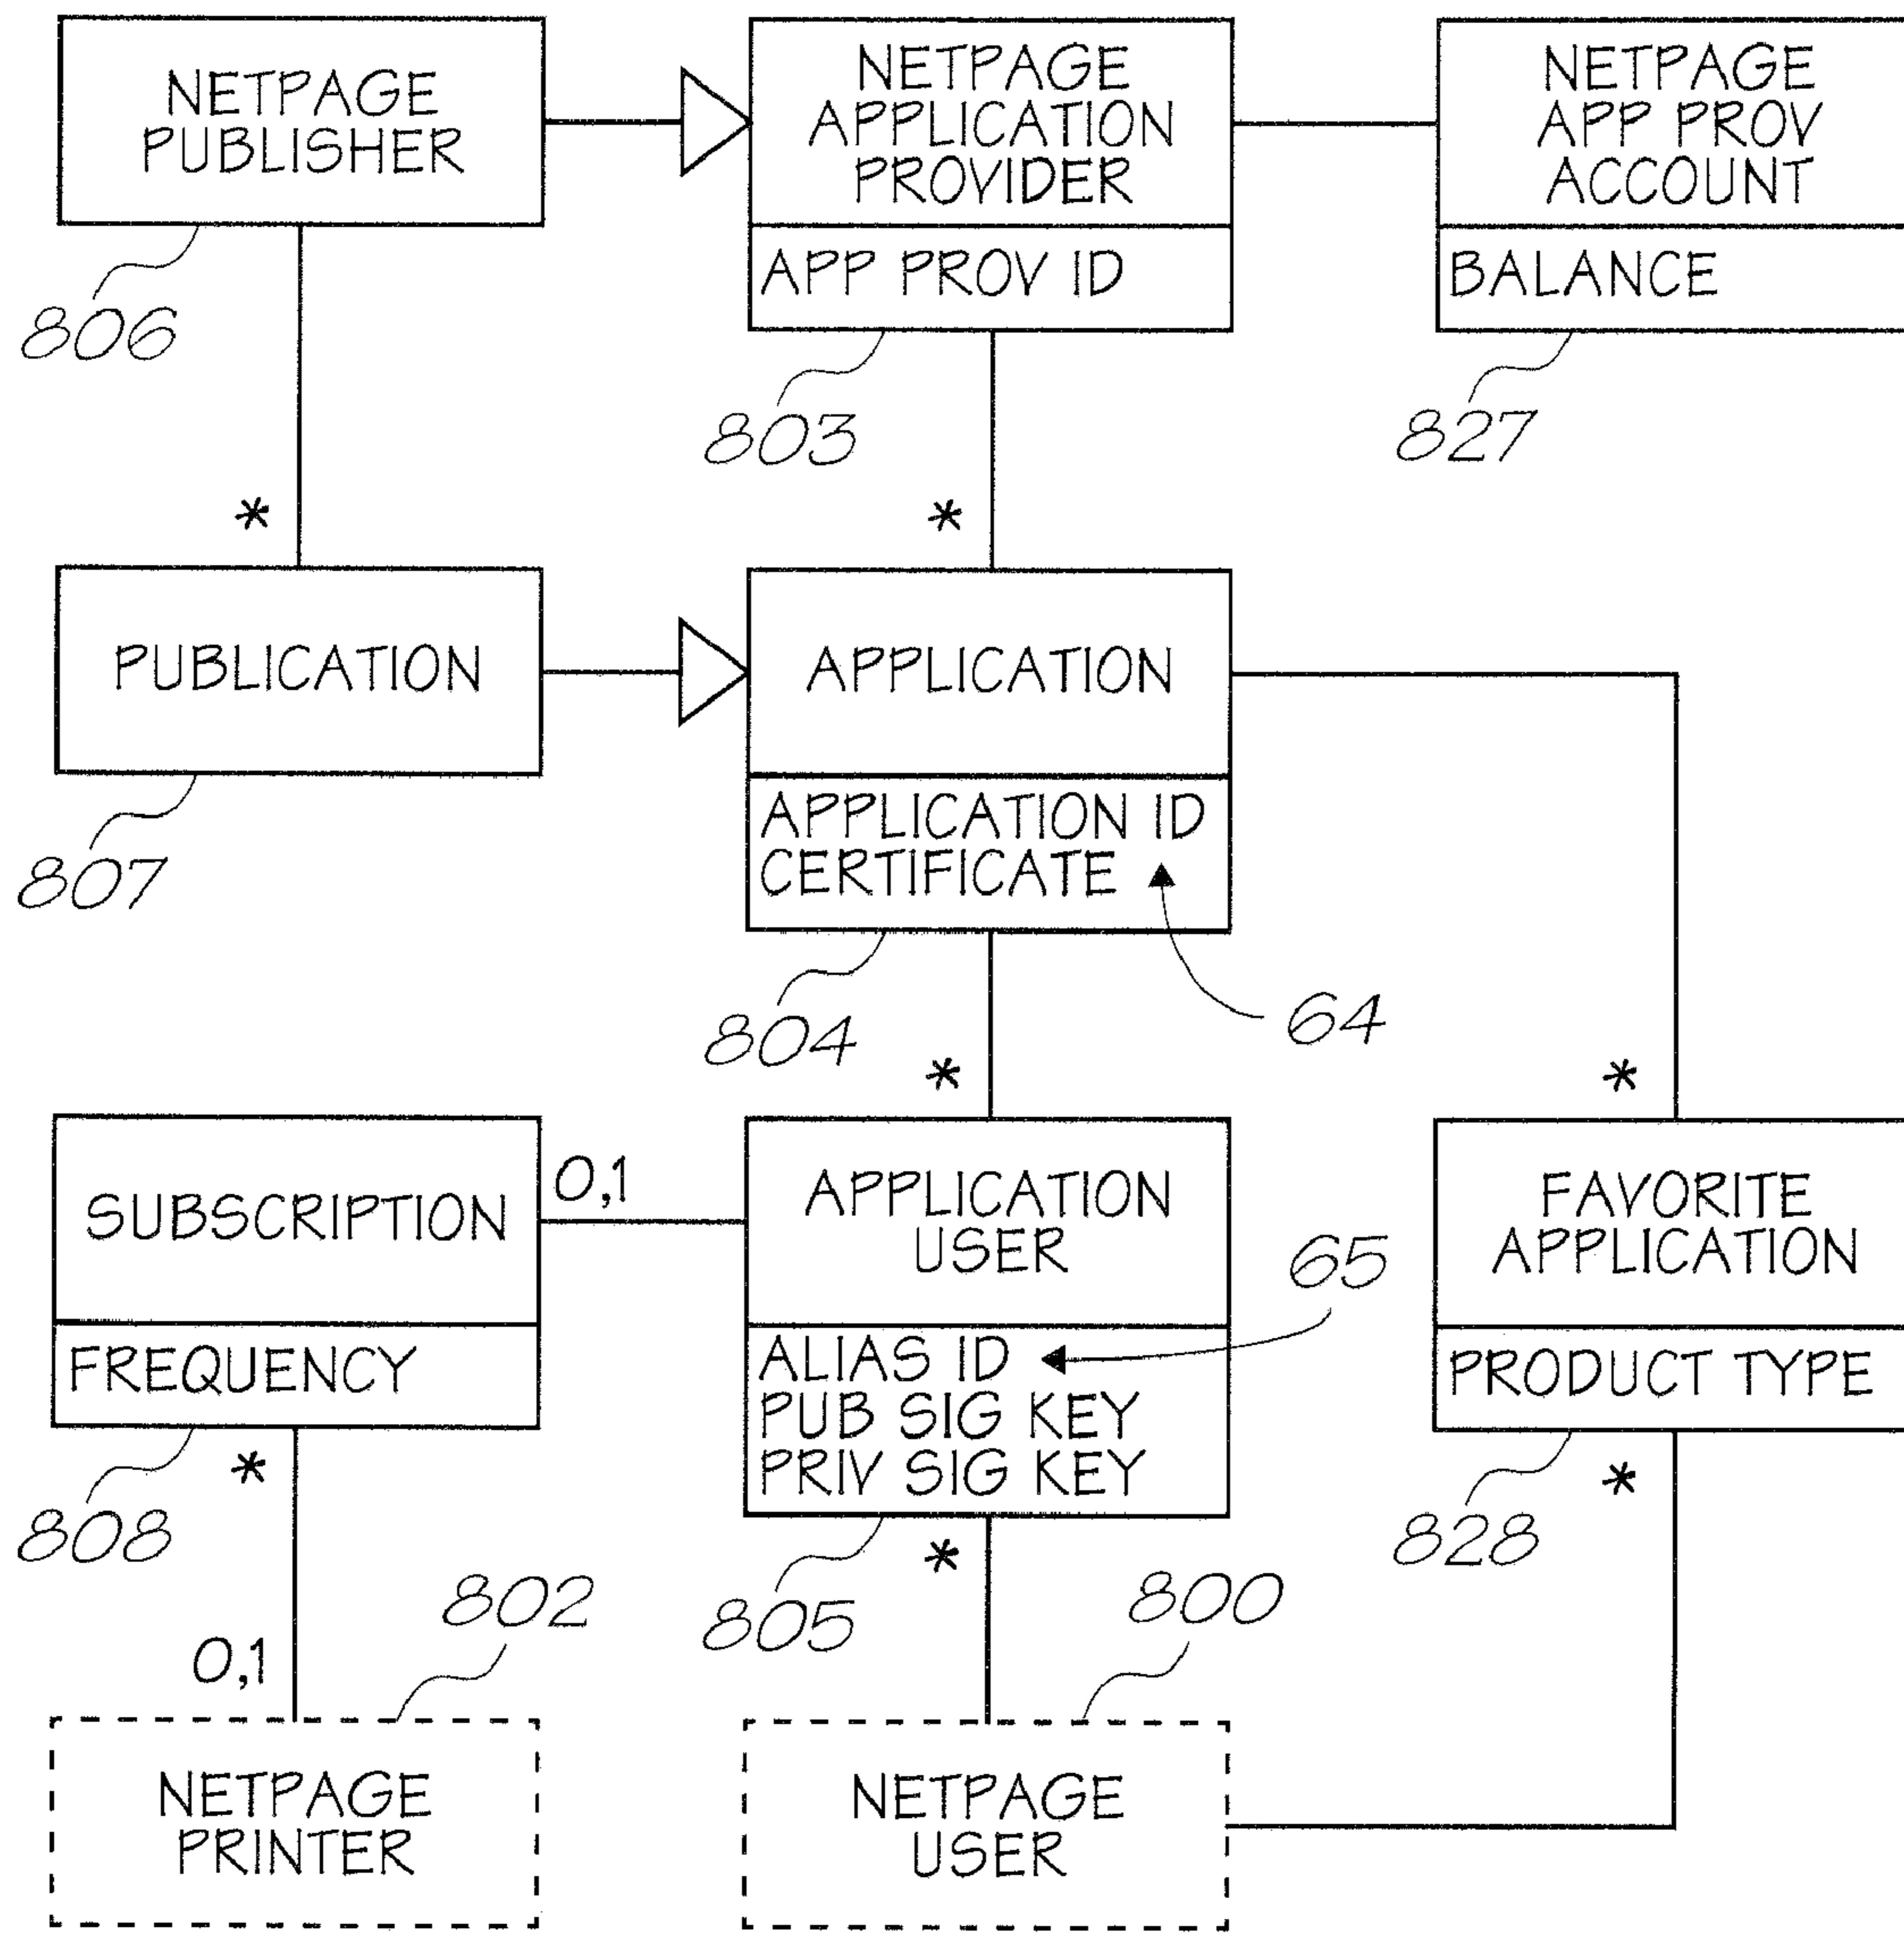 NETPAGE
PUBLISHER
806
NETPAGE
APPLICATION
PROVIDER
APP PROV ID
803
NETPAGE
APP PROV
ACCOUNT
BALANCE
827
*
*
PUBLICATION
807
APPLICATION
APPLICATION ID
CERTIFICATE
804
64
*
*
SUBSCRIPTION
FREQUENCY
808
0,1
APPLICATION
USER
ALIAS ID
PUB SIG KEY
PRIV SIG KEY
805
65
FAVORITE
APPLICATION
PRODUCT TYPE
828
*
*
*
0,1
802
NETPAGE
PRINTER
800
NETPAGE
USER